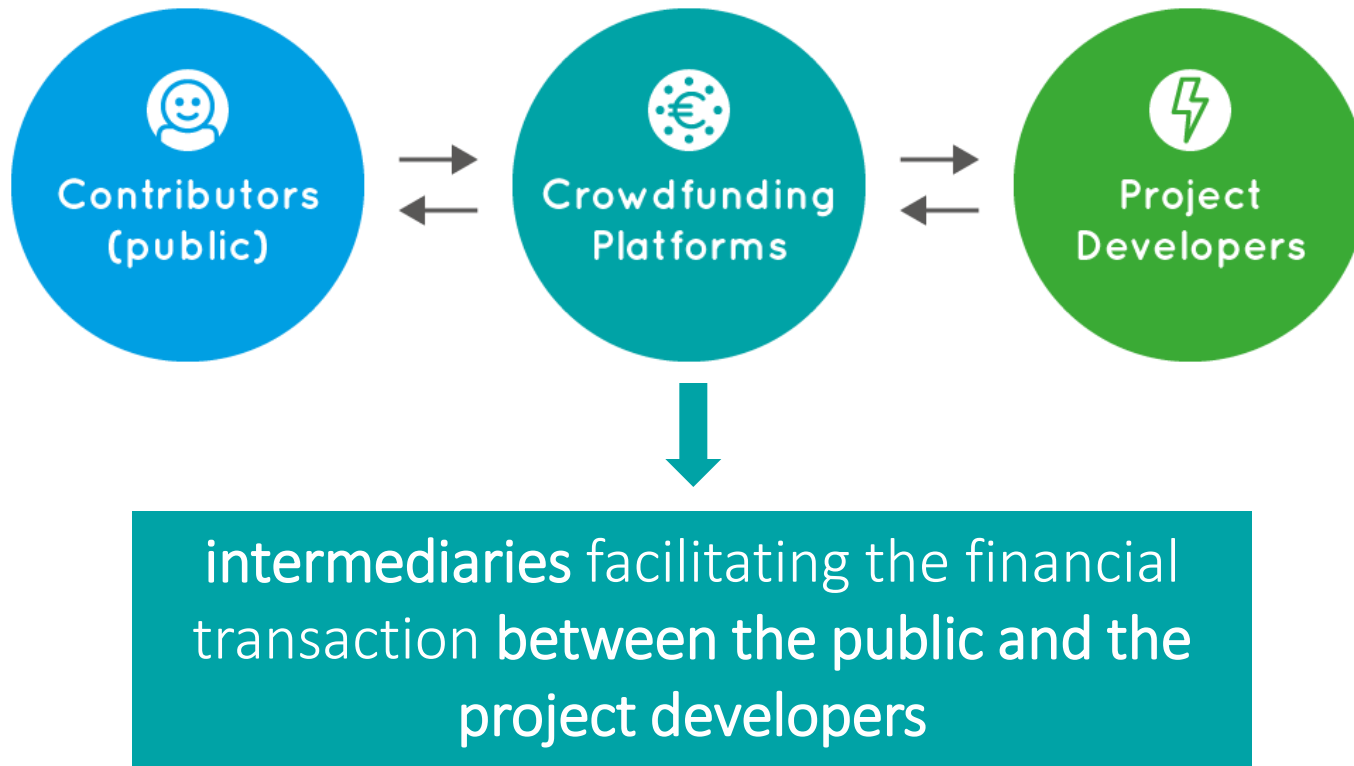 Contributors
(public)
Crowdfunding
Platforms
Project
Developers
intermediaries facilitating the financial
transaction between the public and the
project developers